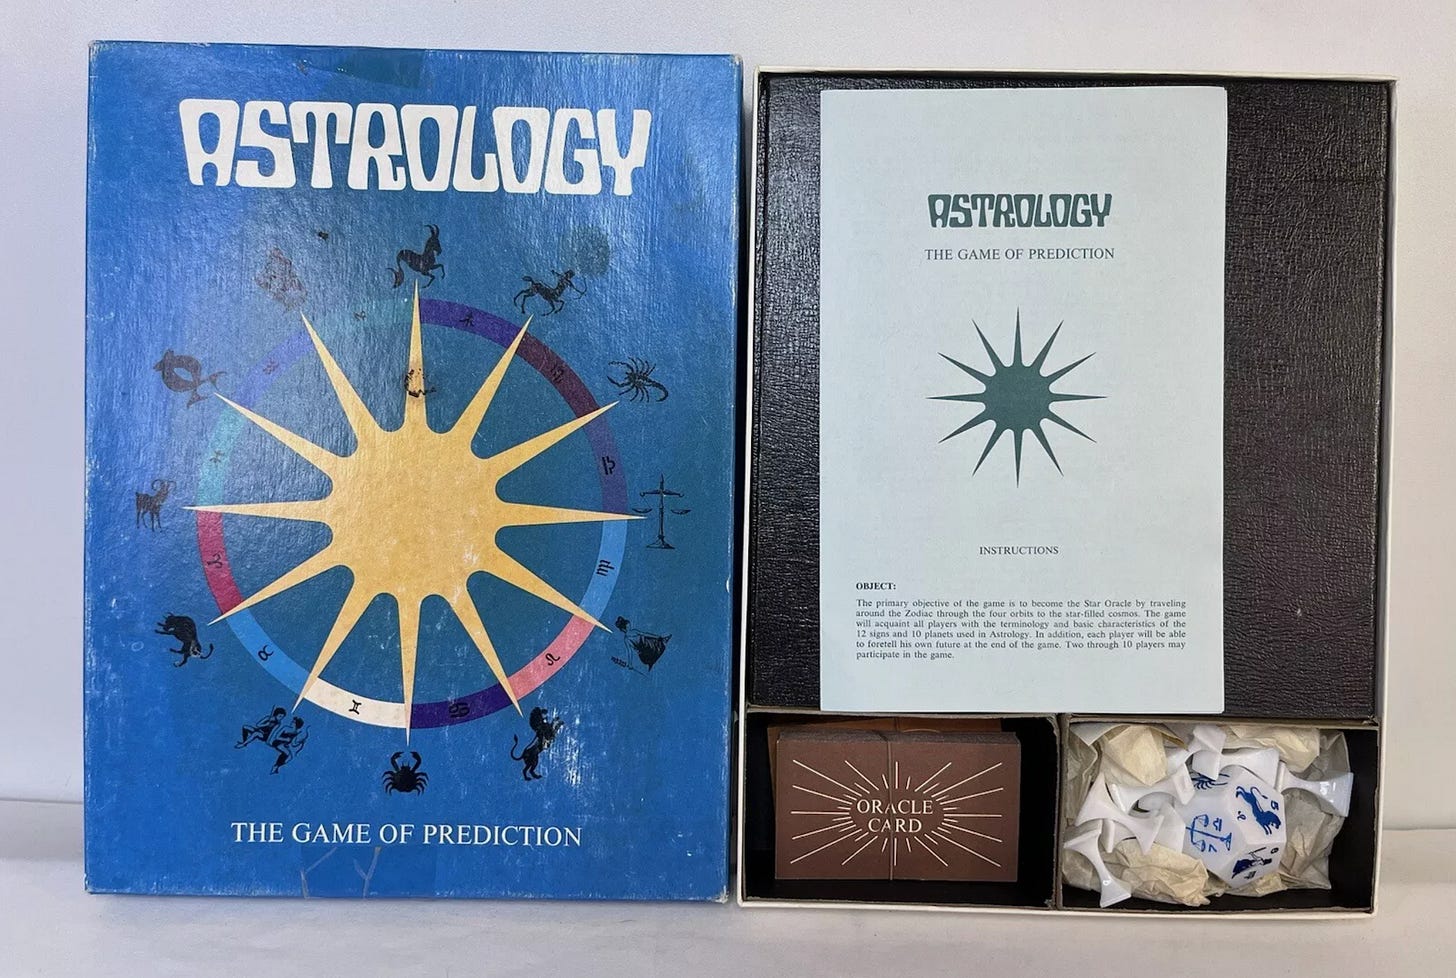 ASTROLOGY
THE GAME OF PREDICTION
ASTROLOGY
THE GAME OF PREDICTION
INSTRUCTIONS
OBJECT:
The primary objective of the game is to become the Star Oracle by traveling
around the Zodiac through the four orbits to the star-filled cosmos. The game
will acquaint all players with the terminology and basic characteristics of the
12 signs and 10 planets used in Astrology. In addition, each player will be able
to foretell his own future at the end of the game. Two through 10 players may
participate in the game.
ORACLE
CARD